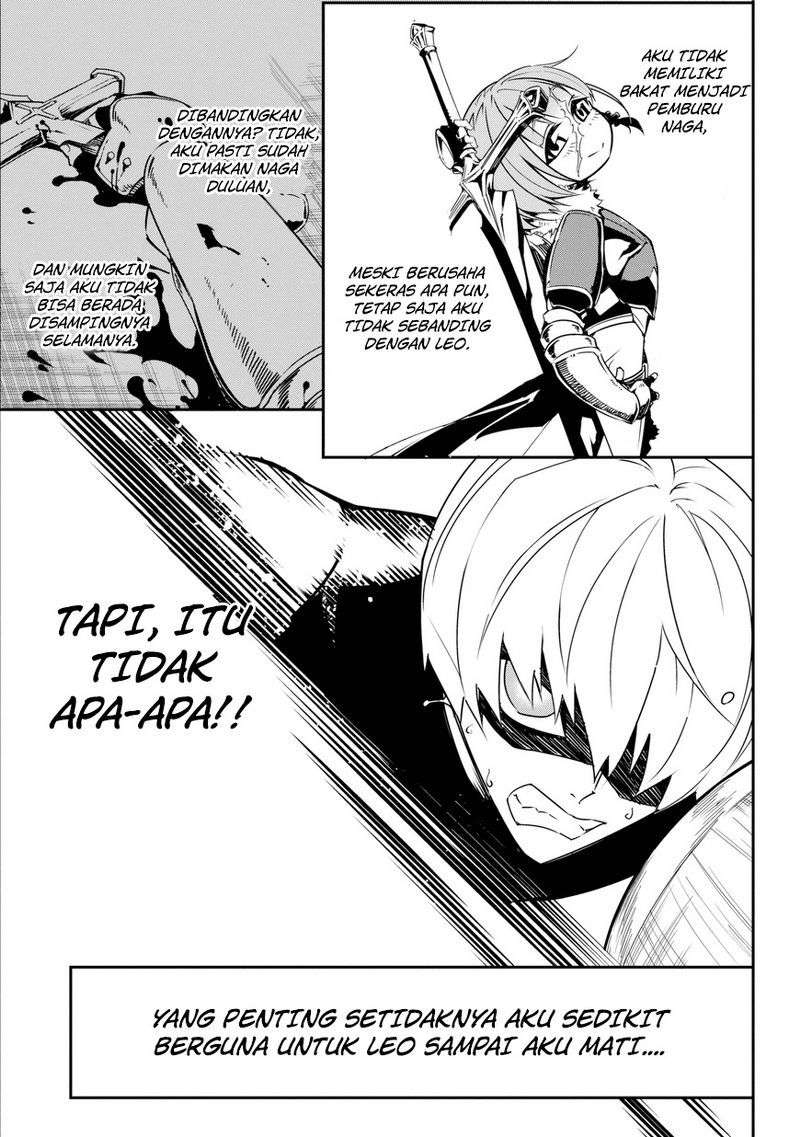 AKU TIDAK
MEMILIKI
BAKAT MENJADI
PEMBURU
NAGA,
MESKI BERUSAHA
SEKERAS APA PUN,
TETAP SAJA AKU
TIDAK SEBANDING
DENGAN LEO.
DIBANDINGKAN
DENGANNYA? TIDAK,
AKU PASTI SUDAH
DIMAKAN NAGA
DULUAN,
DAN MUNGKIN
SAJA AKU TIDAK
BISA BERADA
DISAMPINGNYA
SELAMANYA.
TAPI, ITU
TIDAK
APA-APA!!
YANG PENTING SETIDAKNYA AKU SEDIKIT
BERGUNA UNTUK LEO SAMPAI AKU MATI....